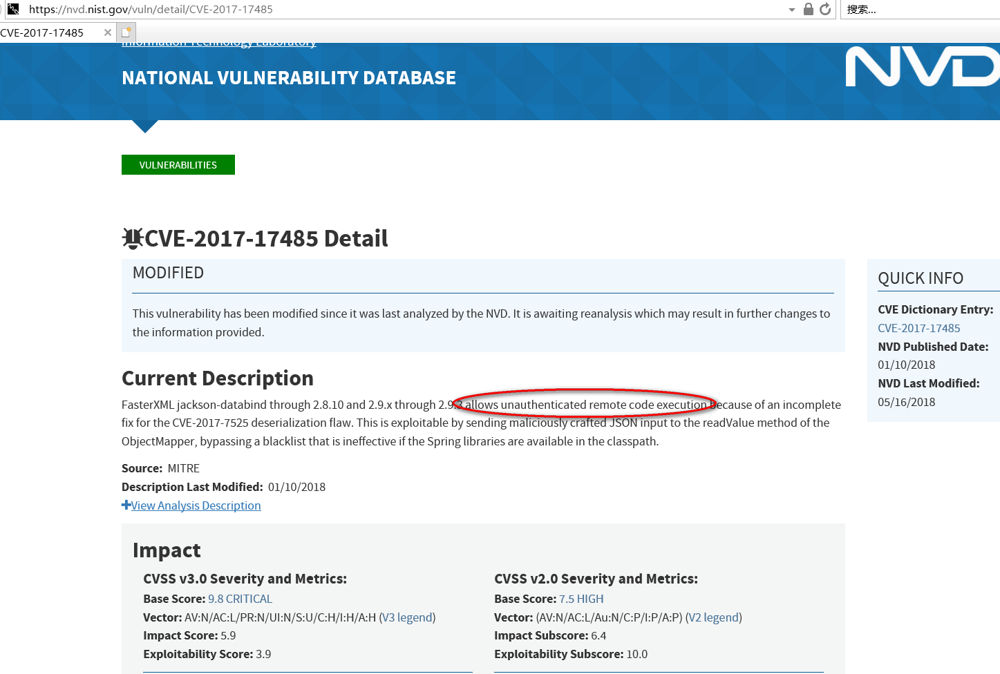 https://nvd.nist.gov/vuln/detail/CVE-2017-17485
搜索...
CVE-2017-17485
Information Technology Laboratory
NATIONAL VULNERABILITY DATABASE
NVD
VULNERABILITIES
CVE-2017-17485 Detail
MODIFIED
This vulnerability has been modified since it was last analyzed by the NVD. It is awaiting reanalysis which may result in further changes to
the information provided.
QUICK INFO
CVE Dictionary Entry:
CVE-2017-17485
NVD Published Date:
01/10/2018
NVD Last Modified:
05/16/2018
Current Description
FasterXML jackson-databind through 2.8.10 and 2.9.x through 2.9.3 allows unauthenticated remote code execution because of an incomplete
fix for the CVE-2017-7525 deserialization flaw. This is exploitable by sending maliciously crafted JSON input to the readValue method of the
ObjectMapper, bypassing a blacklist that is ineffective if the Spring libraries are available in the classpath.
Source: MITRE
Description Last Modified: 01/10/2018
View Analysis Description
Impact
CVSS v3.0 Severity and Metrics:
Base Score: 9.8 CRITICAL
Vector: AV:N/AC:L/PR:N/UI:N/S:U/C:H/I:H/A:H (V3 legend)
Impact Score: 5.9
Exploitability Score: 3.9
CVSS v2.0 Severity and Metrics:
Base Score: 7.5 HIGH
Vector: (AV:N/AC:L/Au:N/C:P/I:P/A:P) (V2 legend)
Impact Subscore: 6.4
Exploitability Subscore: 10.0